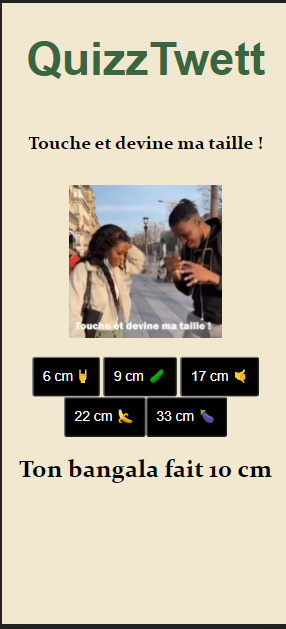 QuizzTwett
Touche et devine ma taille !
Touche et devine ma taille !
6 cm 🤘 9 cm 🥒 17 cm 🤙
22 cm 🍌 33 cm 🍆
Ton bangala fait 10 cm